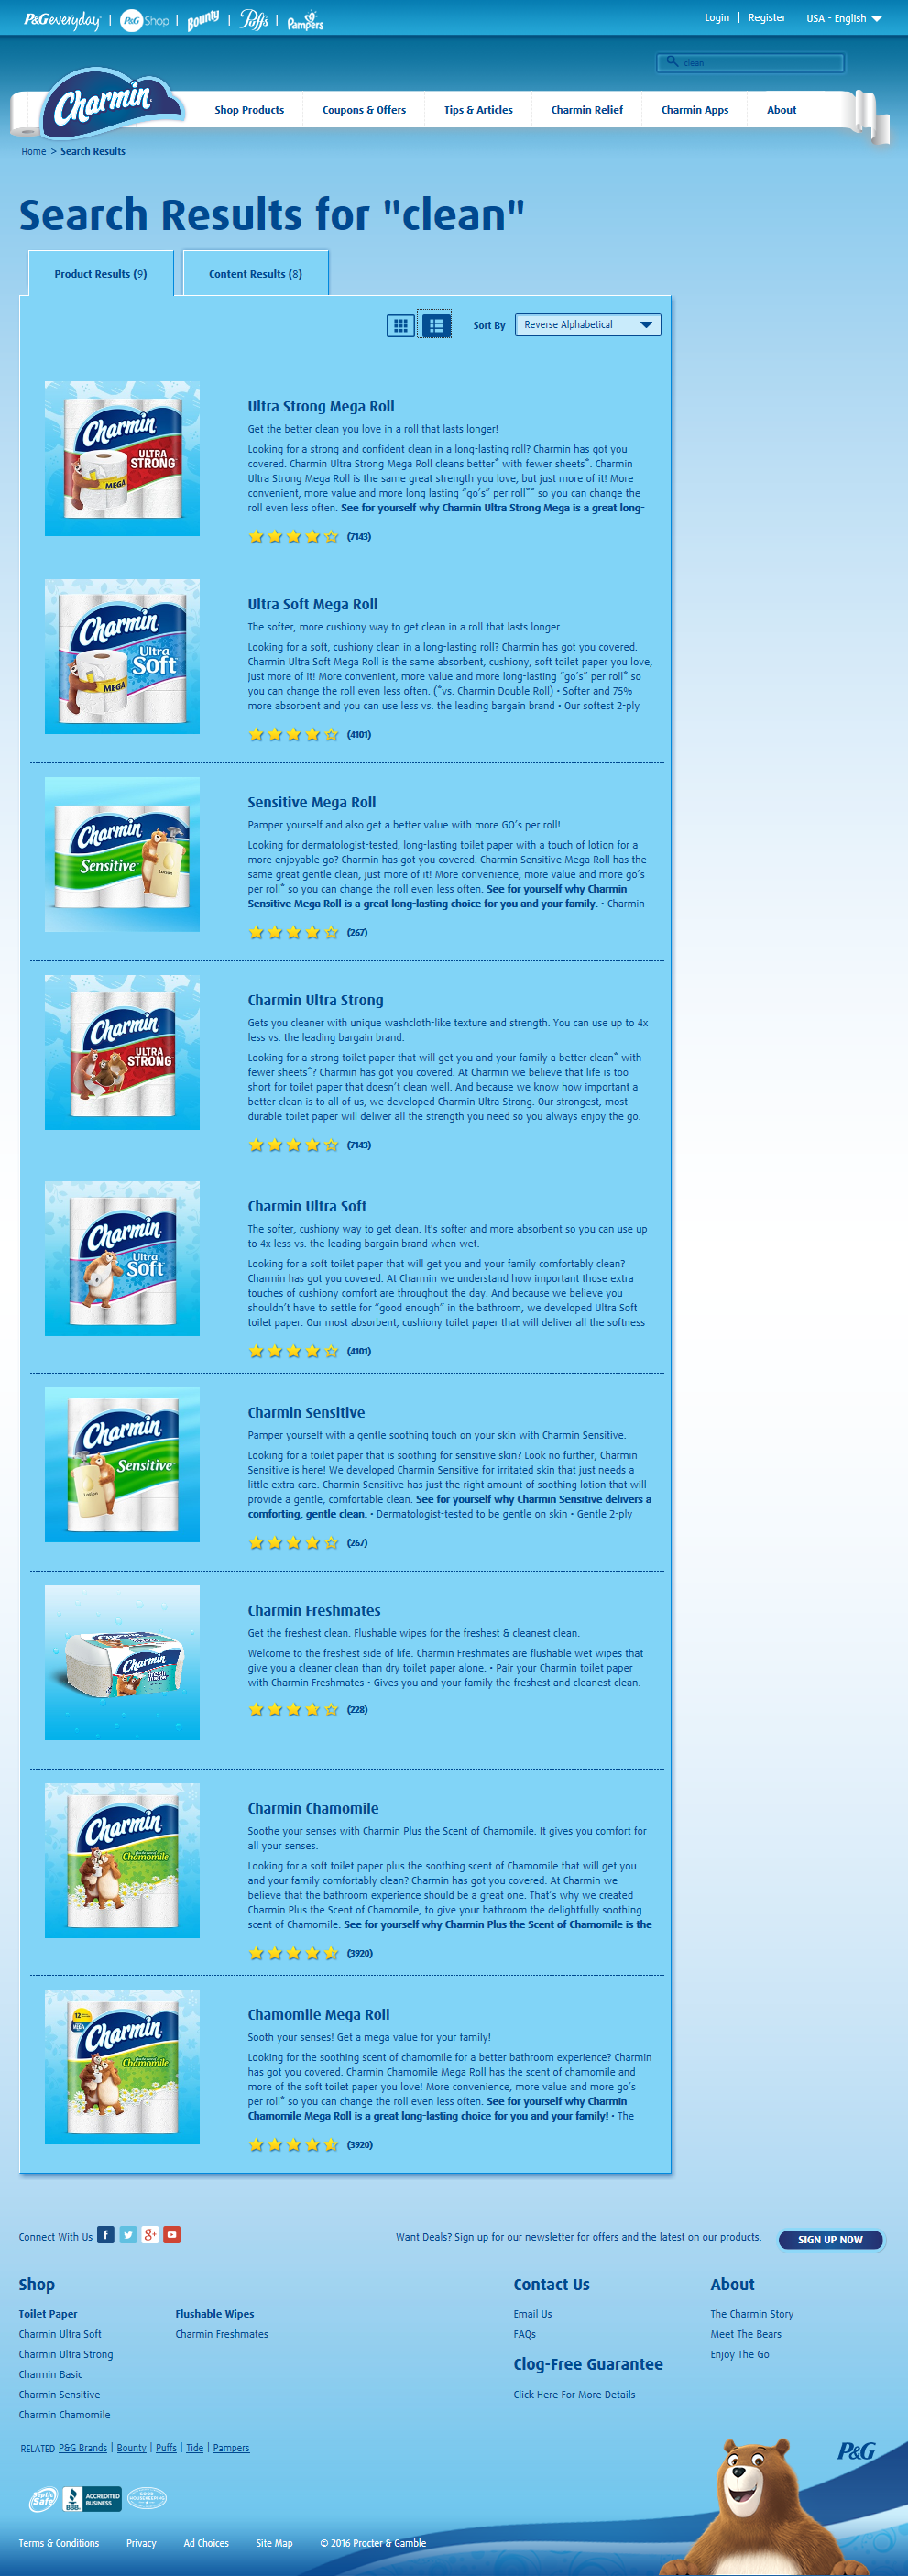 P&G everyday | P&G Shop | Bounty | Puffs | Pampers
Login | Register USA - English
clean
Charmin
Shop Products Coupons & Offers Tips & Articles Charmin Relief Charmin Apps About
Home > Search Results
Search Results for "clean"
Product Results (9) Content Results (8)
Sort By Reverse Alphabetical
Charmin
ULTRA
STRONG
MEGA
Ultra Strong Mega Roll
Get the better clean you love in a roll that lasts longer!
Looking for a strong and confident clean in a long-lasting roll? Charmin has got you
covered. Charmin Ultra Strong Mega Roll cleans better* with fewer sheets*. Charmin
Ultra Strong Mega Roll is the same great strength you love, but just more of it! More
convenient, more value and more long lasting “go’s” per roll** so you can change the
roll even less often. See for yourself why Charmin Ultra Strong Mega is a great long-
(7143)
Charmin
Ultra
Soft
MEGA
Ultra Soft Mega Roll
The softer, more cushiony way to get clean in a roll that lasts longer.
Looking for a soft, cushiony clean in a long-lasting roll? Charmin has got you covered.
Charmin Ultra Soft Mega Roll is the same absorbent, cushiony, soft toilet paper you love,
just more of it! More convenient, more value and more long-lasting “go’s” per roll* so
you can change the roll even less often. (*vs. Charmin Double Roll) • Softer and 75%
more absorbent and you can use less vs. the leading bargain brand • Our softest 2-ply
(4101)
Charmin
Sensitive
Lotion
Sensitive Mega Roll
Pamper yourself and also get a better value with more GO’s per roll!
Looking for dermatologist-tested, long-lasting toilet paper with a touch of lotion for a
more enjoyable go? Charmin has got you covered. Charmin Sensitive Mega Roll has the
same great gentle clean, just more of it! More convenience, more value and more go’s
per roll* so you can change the roll even less often. See for yourself why Charmin
Sensitive Mega Roll is a great long-lasting choice for you and your family. • Charmin
(267)
Charmin
ULTRA
STRONG
Charmin Ultra Strong
Gets you cleaner with unique washcloth-like texture and strength. You can use up to 4x
less vs. the leading bargain brand.
Looking for a strong toilet paper that will get you and your family a better clean* with
fewer sheets*? Charmin has got you covered. At Charmin we believe that life is too
short for toilet paper that doesn’t clean well. And because we know how important a
better clean is to all of us, we developed Charmin Ultra Strong. Our strongest, most
durable toilet paper will deliver all the strength you need so you always enjoy the go.
(7143)
Charmin
Ultra
Soft
Charmin Ultra Soft
The softer, cushiony way to get clean. It's softer and more absorbent so you can use up
to 4x less vs. the leading bargain brand when wet.
Looking for a soft toilet paper that will get you and your family comfortably clean?
Charmin has got you covered. At Charmin we understand how important those extra
touches of cushiony comfort are throughout the day. And because we believe you
shouldn’t have to settle for “good enough” in the bathroom, we developed Ultra Soft
toilet paper. Our most absorbent, cushiony toilet paper that will deliver all the softness
(4101)
Charmin
Sensitive
Lotion
Charmin Sensitive
Pamper yourself with a gentle soothing touch on your skin with Charmin Sensitive.
Looking for a toilet paper that is soothing for sensitive skin? Look no further, Charmin
Sensitive is here! We developed Charmin Sensitive for irritated skin that just needs a
little extra care. Charmin Sensitive has just the right amount of soothing lotion that will
provide a gentle, comfortable clean. See for yourself why Charmin Sensitive delivers a
comforting, gentle clean. • Dermatologist-tested to be gentle on skin • Gentle 2-ply
(267)
Charmin
Charmin Freshmates
Get the freshest clean. Flushable wipes for the freshest & cleanest clean.
Welcome to the freshest side of life. Charmin Freshmates are flushable wet wipes that
give you a cleaner clean than dry toilet paper alone. • Pair your Charmin toilet paper
with Charmin Freshmates • Gives you and your family the freshest and cleanest clean.
(228)
Charmin
Chamomile
Charmin Chamomile
Soothe your senses with Charmin Plus the Scent of Chamomile. It gives you comfort for
all your senses.
Looking for a soft toilet paper plus the soothing scent of Chamomile that will get you
and your family comfortably clean? Charmin has got you covered. At Charmin we
believe that the bathroom experience should be a great one. That’s why we created
Charmin Plus the Scent of Chamomile, to give your bathroom the delightfully soothing
scent of Chamomile. See for yourself why Charmin Plus the Scent of Chamomile is the
(3920)
12
Charmin
Chamomile
Chamomile Mega Roll
Sooth your senses! Get a mega value for your family!
Looking for the soothing scent of chamomile for a better bathroom experience? Charmin
has got you covered. Charmin Chamomile Mega Roll has the scent of chamomile and
more of the soft toilet paper you love! More convenience, more value and more go’s
per roll* so you can change the roll even less often. See for yourself why Charmin
Chamomile Mega Roll is a great long-lasting choice for you and your family! • The
(3920)
Connect With Us Want Deals? Sign up for our newsletter for offers and the latest on our products. SIGN UP NOW
Shop Contact Us About
Toilet Paper Flushable Wipes Email Us The Charmin Story
Charmin Ultra Soft Charmin Freshmates FAQs Meet The Bears
Charmin Ultra Strong Enjoy The Go
Clog-Free Guarantee
Charmin Basic
Charmin Sensitive Click Here For More Details
Charmin Chamomile
RELATED P&G Brands | Bounty | Puffs | Tide | Pampers
P&G
Septic Safe BBB ACCREDITED BUSINESS GOOD HOUSEKEEPING
Terms & Conditions Privacy Ad Choices Site Map © 2016 Procter & Gamble